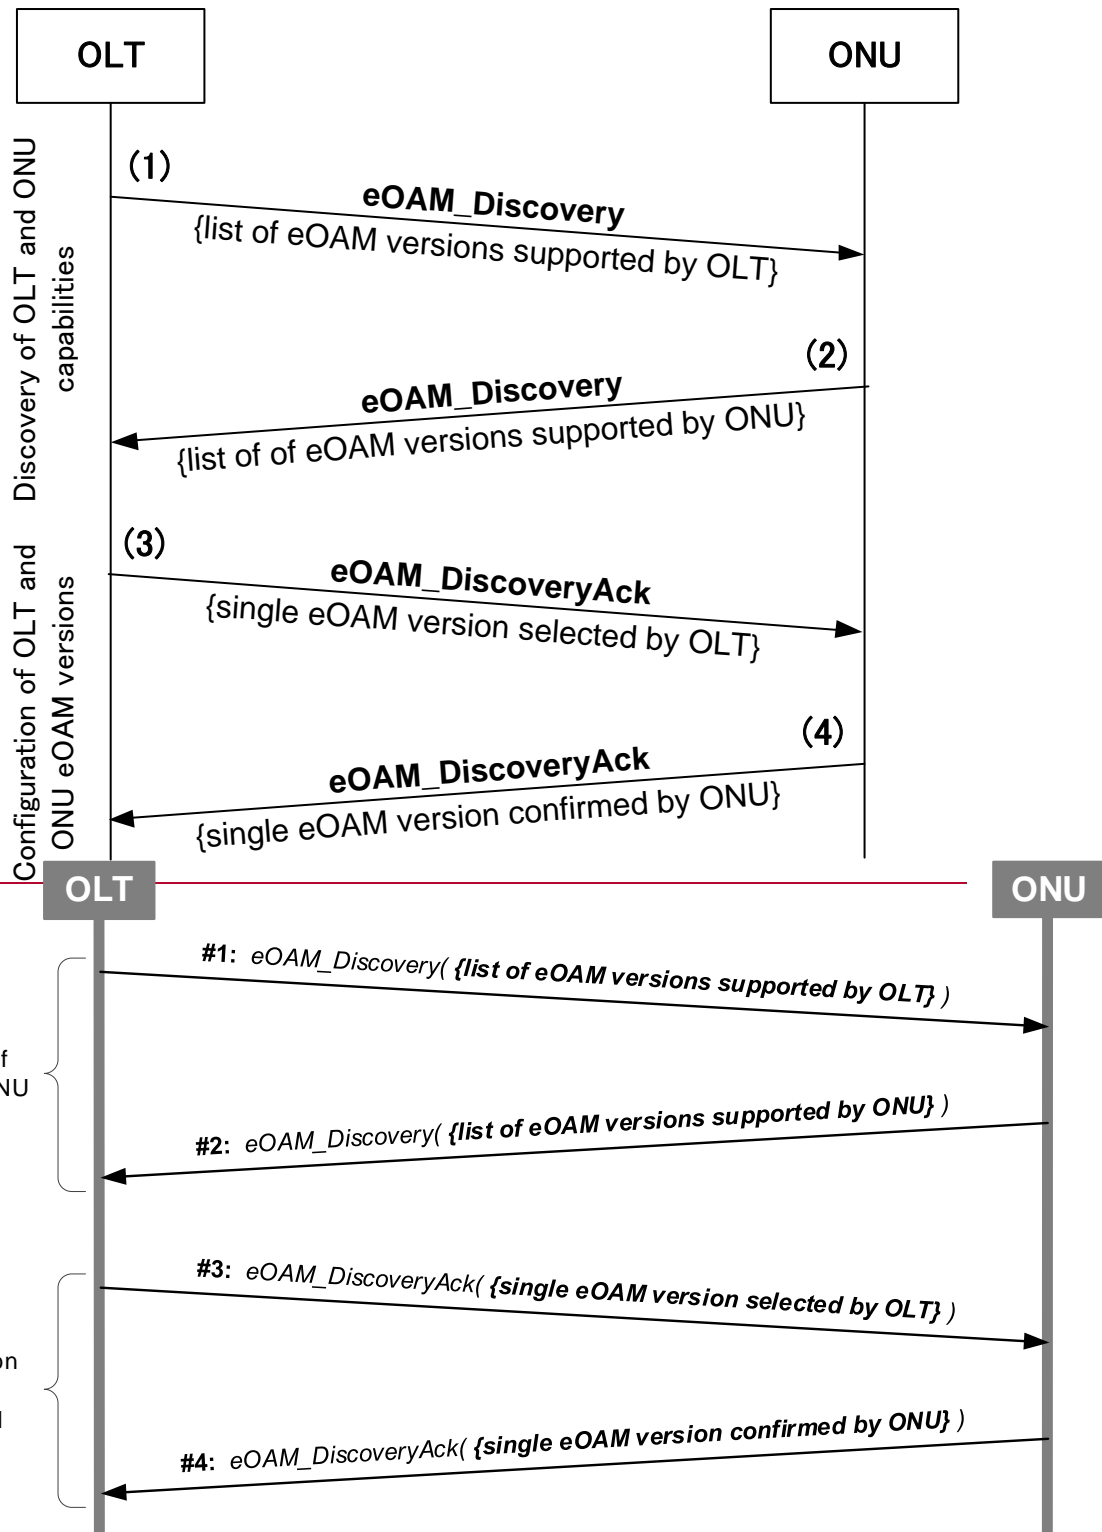 OLT
ONU
Discovery of OLT and ONU
capabilities
(1)
eOAM_Discovery
{list of eOAM versions supported by OLT}
(2)
eOAM_Discovery
{list of of eOAM versions supported by ONU}
Configuration of OLT and
ONU eOAM versions
(3)
eOAM_DiscoveryAck
{single eOAM version selected by OLT}
(4)
eOAM_DiscoveryAck
{single eOAM version confirmed by ONU}
OLT
ONU
#1: eOAM_Discovery( {list of eOAM versions supported by OLT} )
#2: eOAM_Discovery( {list of eOAM versions supported by ONU} )
#3: eOAM_DiscoveryAck( {single eOAM version selected by OLT} )
#4: eOAM_DiscoveryAck( {single eOAM version confirmed by ONU} )